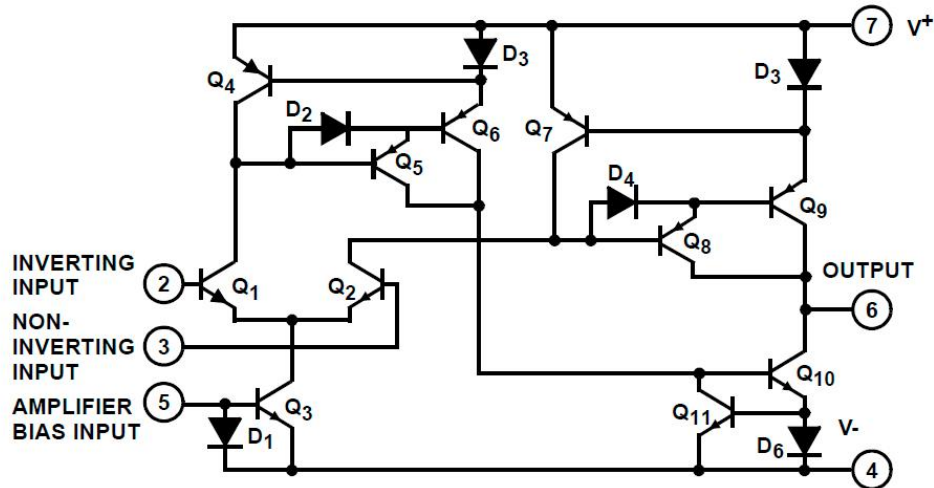 7 V+
D3
D3
Q4
D2
Q6
Q7
Q5
D4
Q9
Q8
INVERTING
INPUT
2
Q1
Q2
OUTPUT
6
NON-
INVERTING
INPUT
3
Q10
AMPLIFIER
BIAS INPUT
5
Q3
Q11
D1
V-
D6
4